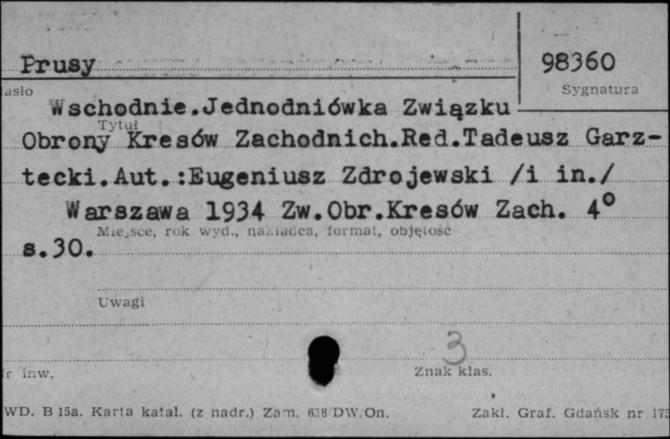 Prusy
98360
asło
Sygnatura
Wschodnie.Jednodniówka Związku
Tytuł
Obrony Kresów Zachodnich.Red.Tadeusz Garz-
tecki.Aut.:Eugeniusz Zdrojewski /i in./
Warszawa 1934 Zw.Obr.Kresów Zach. 4°
Miejsce, rok wyd., nakładca, format, objętość
s.30.
Uwagi
3
r inw.
Znak klas.
WD. B 15a. Karta katal. (z nadr.) Zam. 638 DW. On.
Zakł. Graf. Gdańsk nr 173